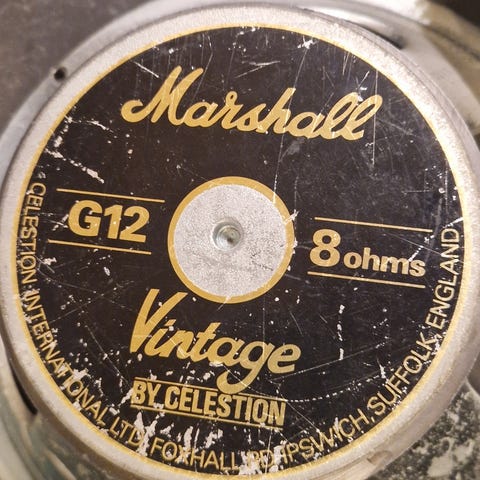 Marshall
G12
8 ohms
Vintage
BY CELESTION
CELESTION INTERNATIONAL LTD, FOXHALL RD. IPSWICH, SUFFOLK, ENGLAND